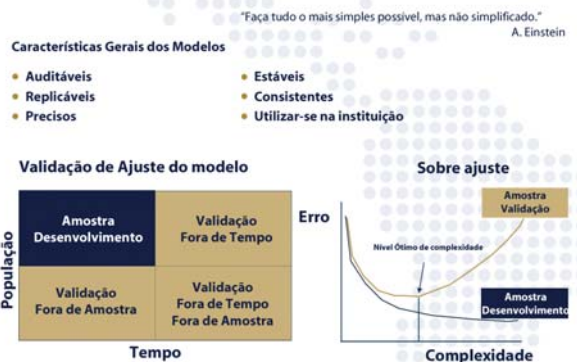 "Faça tudo o mais simples possível, mas não simplificado."
A. Einstein
Características Gerais dos Modelos
• Auditáveis
• Replicáveis
• Precisos
• Estáveis
• Consistentes
• Utilizar-se na instituição
Validação de Ajuste do modelo
População
Amostra
Desenvolvimento
Validação
Fora de Tempo
Validação
Fora de Amostra
Validação
Fora de Tempo
Fora de Amostra
Tempo
Sobre ajuste
Erro
Amostra
Validação
Nível Ótimo de complexidade
Amostra
Desenvolvimento
Complexidade